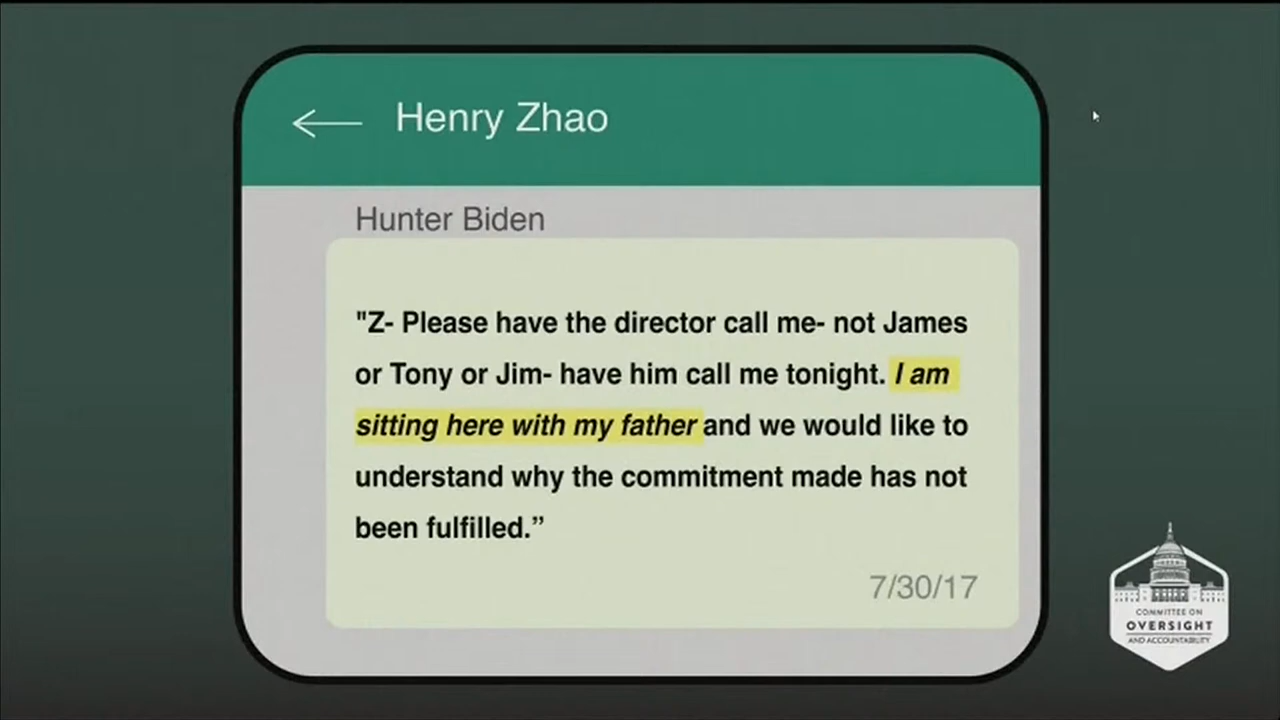 Henry Zhao
Hunter Biden
"Z- Please have the director call me- not James
or Tony or Jim- have him call me tonight. I am
sitting here with my father and we would like to
understand why the commitment made has not
been fulfilled.”
7/30/17
COMMITTEE ON
OVERSIGHT
AND ACCOUNTABILITY